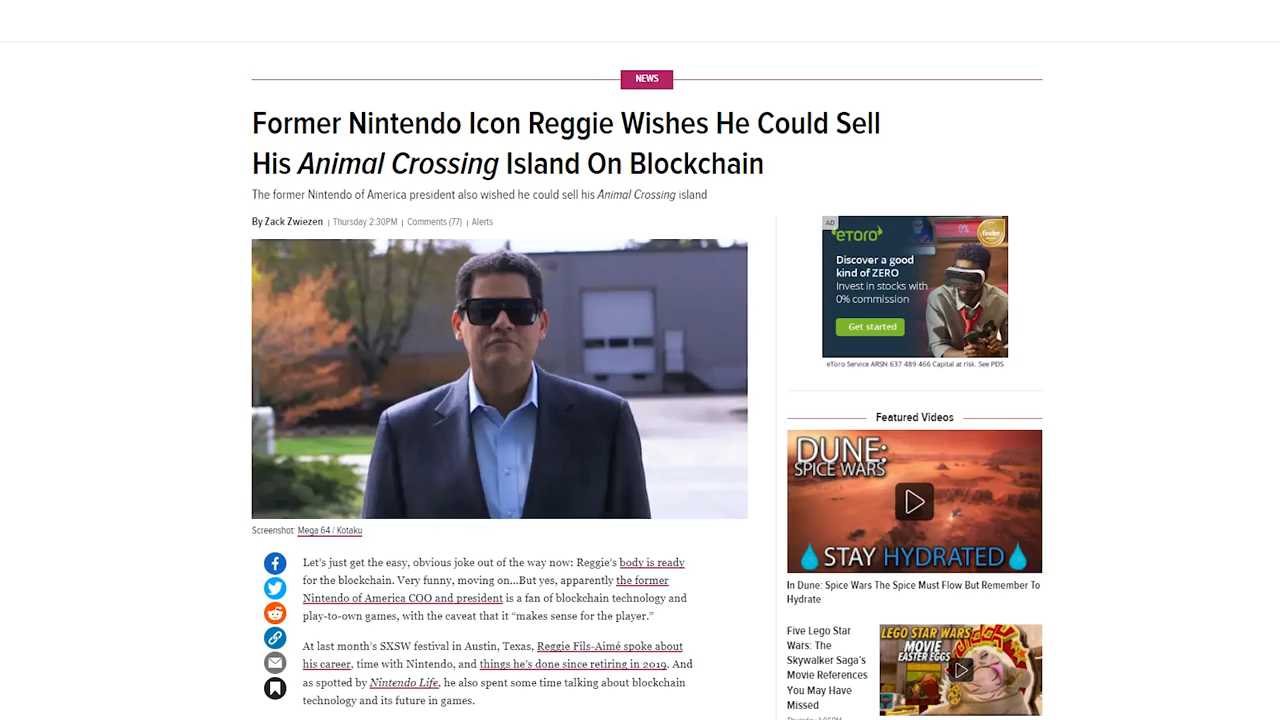 NEWS
Former Nintendo Icon Reggie Wishes He Could Sell
His Animal Crossing Island On Blockchain
The former Nintendo of America president also wished he could sell his Animal Crossing island
By Zack Zwiezen | Thursday 2:30PM | Comments (77) | Alerts
Screenshot: Mega 64 / Kotaku
Let's just get the easy, obvious joke out of the way now: Reggie's body is ready
for the blockchain. Very funny, moving on...But yes, apparently the former
Nintendo of America COO and president is a fan of blockchain technology and
play-to-own games, with the caveat that it “makes sense for the player.”
At last month's SXSW festival in Austin, Texas, Reggie Fils-Aimé spoke about
his career, time with Nintendo, and things he's done since retiring in 2019. And
as spotted by Nintendo Life, he also spent some time talking about blockchain
technology and its future in games.
AD
eToro
finder
0%
Discover a good
kind of ZERO
Invest in stocks with
0% commission
Get started
eToro Service ARSN 637 489 466 Capital at risk. See PDS
Featured Videos
DUNE:
SPICE WARS
STAY HYDRATED
In Dune: Spice Wars The Spice Must Flow But Remember To
Hydrate
Five Lego Star
Wars: The
Skywalker Saga's
Movie References
You May Have
Missed
LEGO STAR WARS
MOVIE
EASTER EGGS